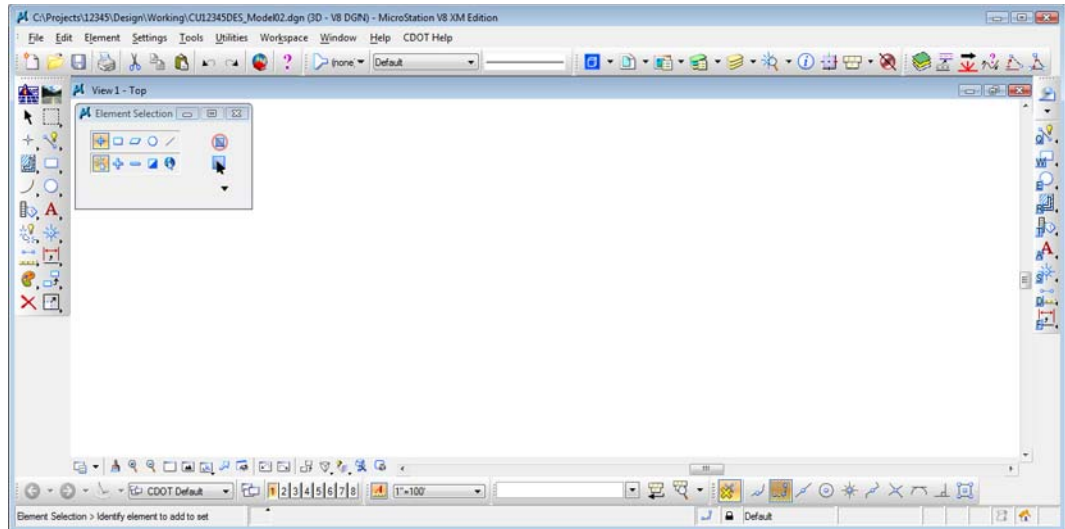 C:\Projects\12345\Design\Working\CU12345DES_Model02.dgn (3D - V8 DGN) - MicroStation V8 XM Edition
File Edit Element Settings Tools Utilities Workspace Window Help CDOT Help
(none) Default
View 1 - Top
Element Selection
CDOT Default 1 2 3 4 5 6 7 8 1"=100'
Element Selection > Identify element to add to set Default